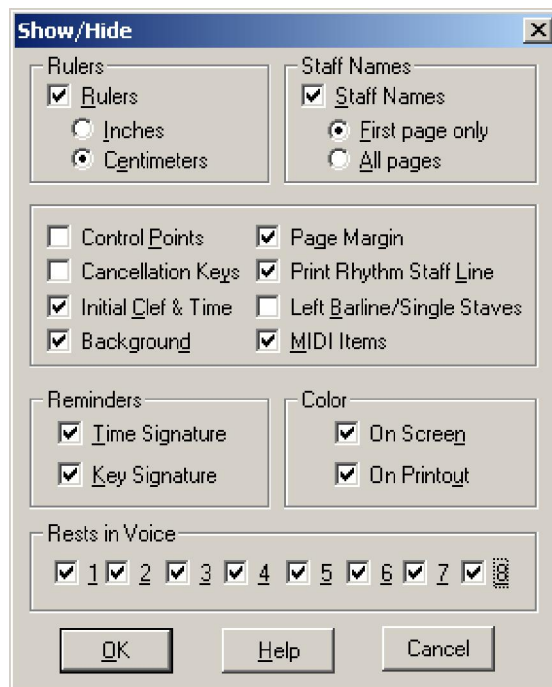 Show/Hide
Rulers
Rulers
Inches
Centimeters
Staff Names
Staff Names
First page only
All pages
Control Points
Page Margin
Cancellation Keys
Print Rhythm Staff Line
Initial Clef & Time
Left Barline/Single Staves
Background
MIDI Items
Reminders
Time Signature
Key Signature
Color
On Screen
On Printout
Rests in Voice
1 2 3 4 5 6 7 8
OK Help Cancel